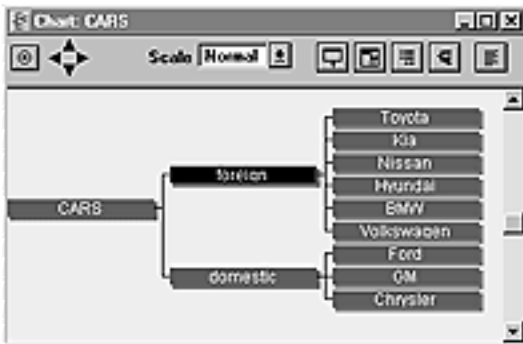 Chart: CARS
Scale Normal
Toyota
Kia
Nissan
foreign
Hyundai
BMW
CARS
Volkswagen
Ford
domestic
GM
Chrysler